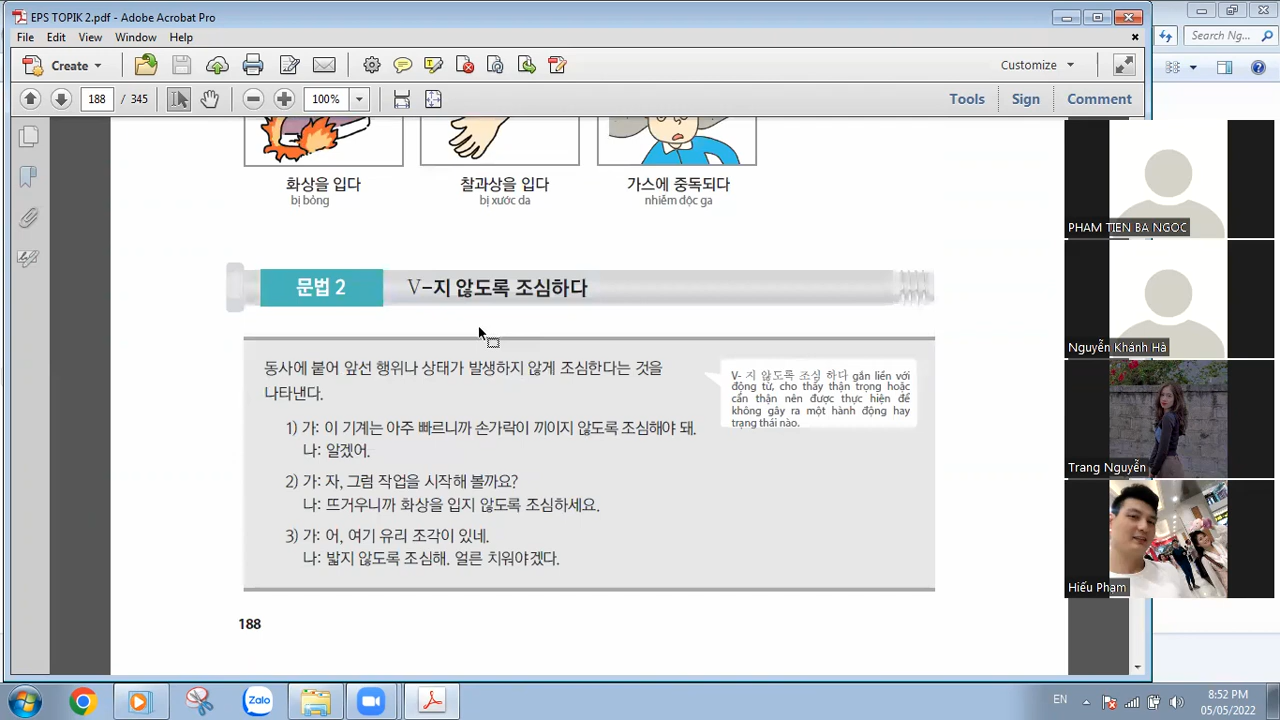 EPS TOPIK 2.pdf - Adobe Acrobat Pro
File Edit View Window Help
Search Ng...
Create
Customize
188 / 345
100%
Tools Sign Comment
화상을 입다
bị bỏng
찰과상을 입다
bị xước da
가스에 중독되다
nhiễm độc ga
문법 2 V-지 않도록 조심하다
동사에 붙어 앞선 행위나 상태가 발생하지 않게 조심한다는 것을
나타낸다.
V- 지 않도록 조심 하다 gắn liền với
động từ, cho thấy thận trọng hoặc
cẩn thận nên được thực hiện để
không gây ra một hành động hay
trạng thái nào.
1) 가: 이 기계는 아주 빠르니까 손가락이 끼이지 않도록 조심해야 돼.
나: 알겠어.
2) 가: 자, 그럼 작업을 시작해 볼까요?
나: 뜨거우니까 화상을 입지 않도록 조심하세요.
3) 가: 어, 여기 유리 조각이 있네.
나: 밟지 않도록 조심해. 얼른 치워야겠다.
188
PHAM TIEN BA NGOC
Nguyễn Khánh Hà
Trang Nguyễn
Hiếu Phạm
Zalo
EN
8:52 PM
05/05/2022